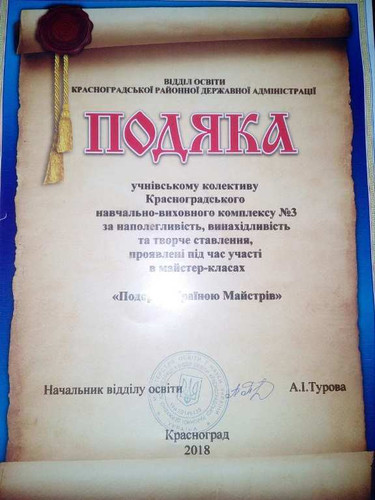 ВІДДІЛ ОСВІТИ
КРАСНОГРАДСЬКОЇ РАЙОННОЇ ДЕРЖАВНОЇ АДМІНІСТРАЦІЇ
ПОДЯКА
учнівському колективу
Красноградського
навчально-виховного комплексу №3
за наполегливість, винахідливість
та творче ставлення,
проявлені під час участі
в майстер-класах
Майстрів»
Начальник відділу освіти А.І.Турова
Красноград
2018